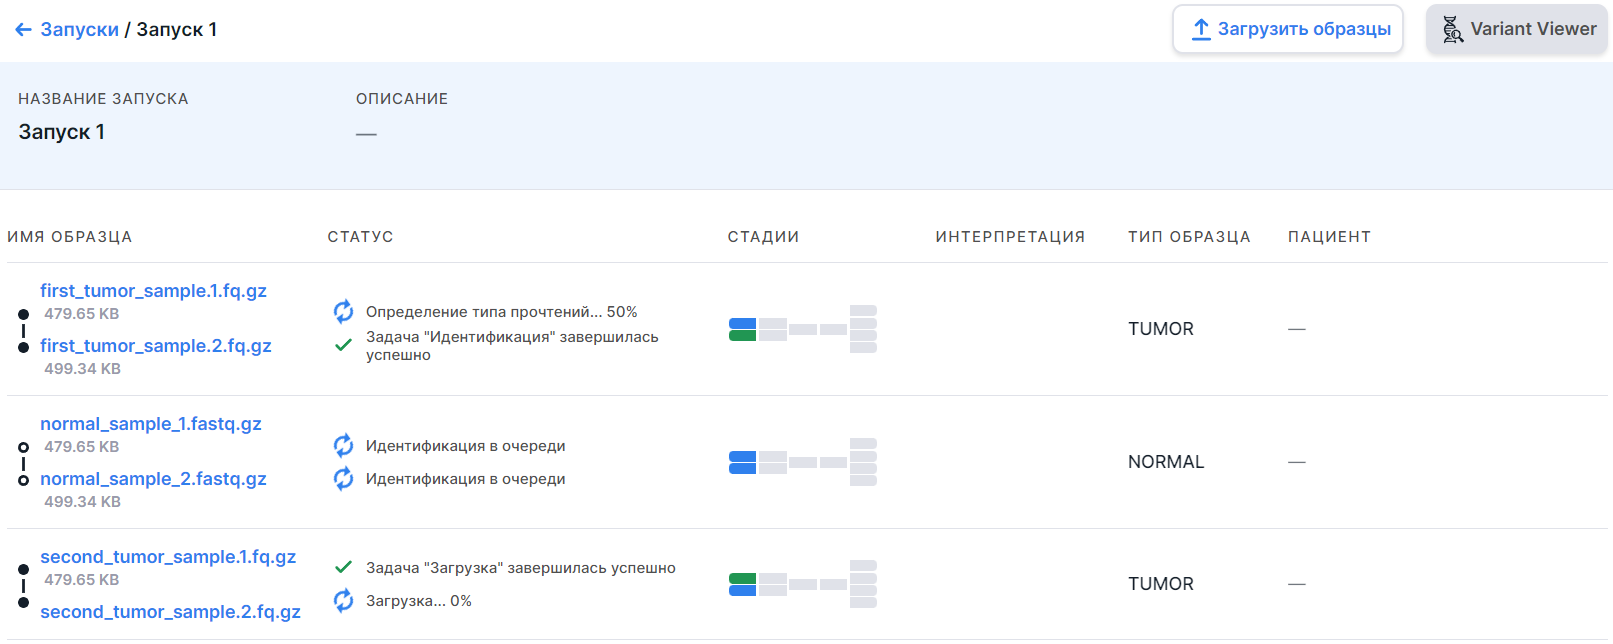 ← Запуски / Запуск 1
Загрузить образцы
Variant Viewer
НАЗВАНИЕ ЗАПУСКА
ОПИСАНИЕ
Запуск 1
—
ИМЯ ОБРАЗЦА
СТАТУС
СТАДИИ
ИНТЕРПРЕТАЦИЯ
ТИП ОБРАЗЦА
ПАЦИЕНТ
first_tumor_sample.1.fq.gz
479.65 KB
first_tumor_sample.2.fq.gz
499.34 KB
Определение типа прочтений... 50%
Задача "Идентификация" завершилась
успешно
TUMOR
—
normal_sample_1.fastq.gz
479.65 KB
normal_sample_2.fastq.gz
499.34 KB
Идентификация в очереди
Идентификация в очереди
NORMAL
—
second_tumor_sample.1.fq.gz
479.65 KB
second_tumor_sample.2.fq.gz
Задача "Загрузка" завершилась успешно
Загрузка... 0%
TUMOR
—